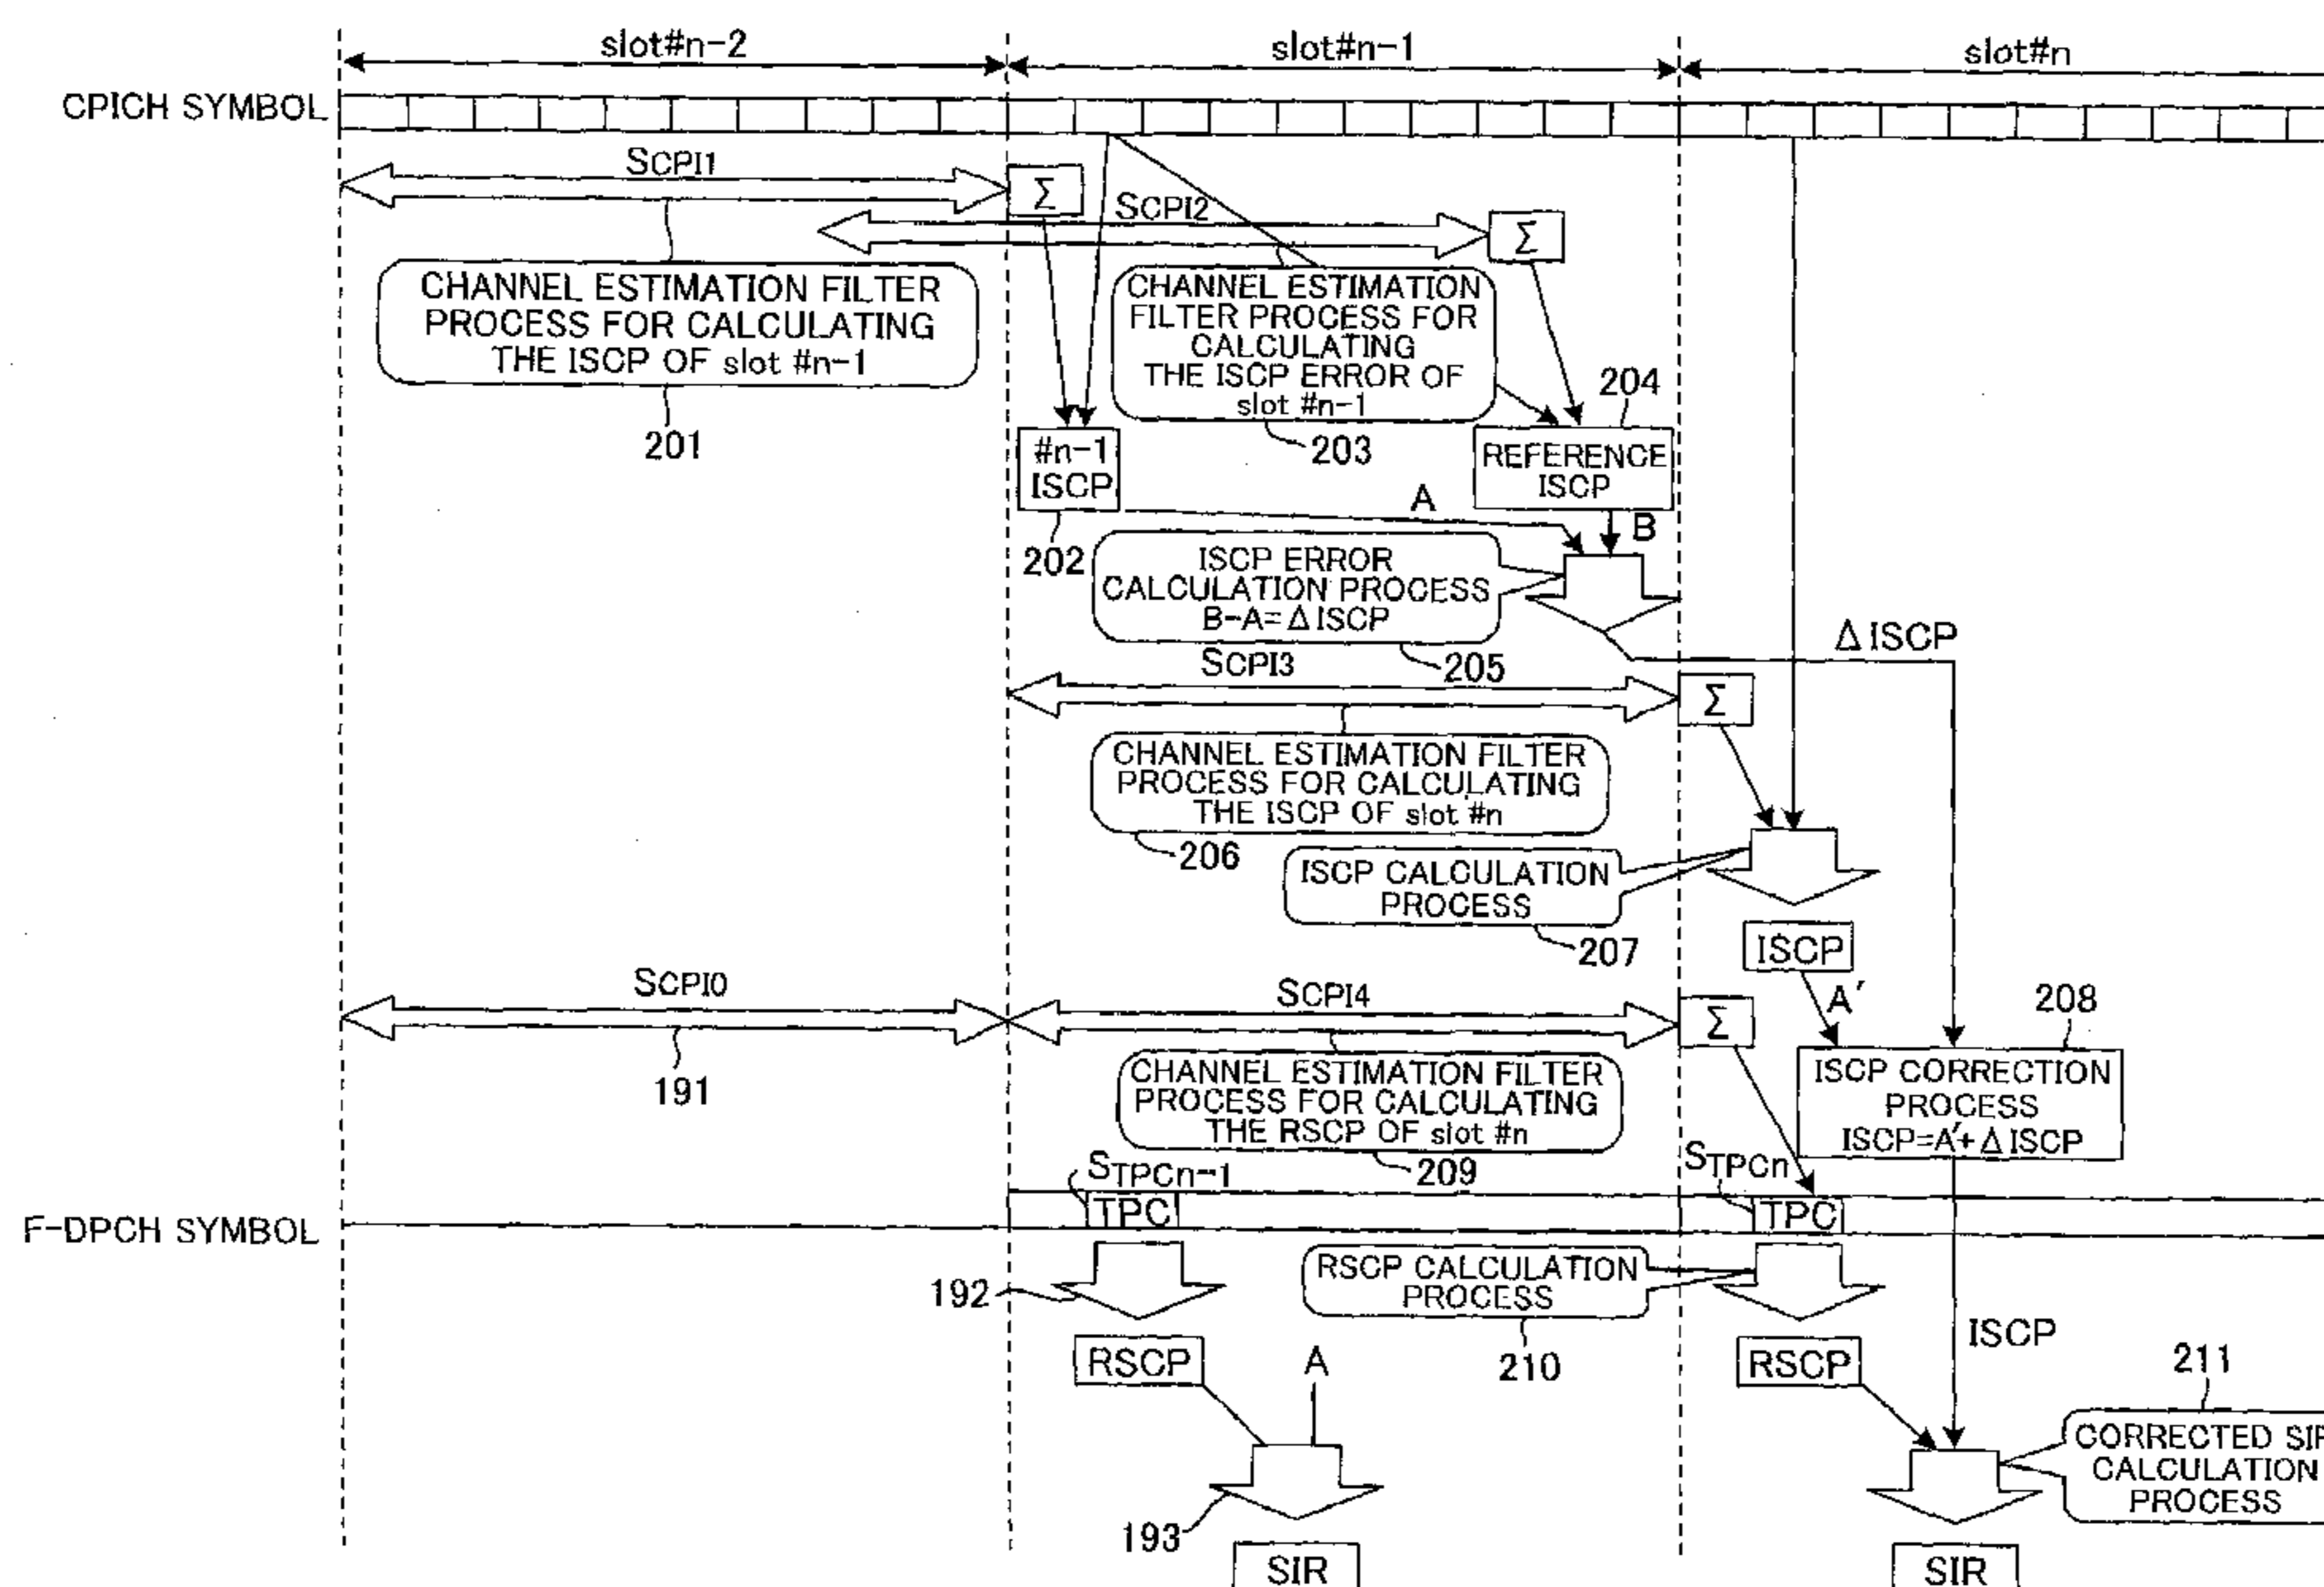 slot#n-2
slot#n-1
slot#n
CPICH SYMBOL
SCPI1
Σ
SCPI2
Σ
CHANNEL ESTIMATION FILTER
PROCESS FOR CALCULATING
THE ISCP OF slot #n-1
201
CHANNEL ESTIMATION
FILTER PROCESS FOR
CALCULATING
THE ISCP ERROR OF
slot #n-1
203
204
#n-1
ISCP
202
REFERENCE
ISCP
A
B
ISCP ERROR
CALCULATION PROCESS
B-A=ΔISCP
205
ΔISCP
SCPI3
Σ
CHANNEL ESTIMATION FILTER
PROCESS FOR CALCULATING
THE ISCP OF slot #n
206
ISCP CALCULATION
PROCESS
207
ISCP
A'
SCPI0
191
SCPI4
Σ
208
CHANNEL ESTIMATION FILTER
PROCESS FOR CALCULATING
THE RSCP OF slot #n
209
ISCP CORRECTION
PROCESS
ISCP=A'+ΔISCP
STPCn-1
STPCn
F-DPCH SYMBOL
TPC
TPC
192
RSCP CALCULATION
PROCESS
210
RSCP
A
RSCP
ISCP
211
193
CORRECTED SIR
CALCULATION
PROCESS
SIR
SIR